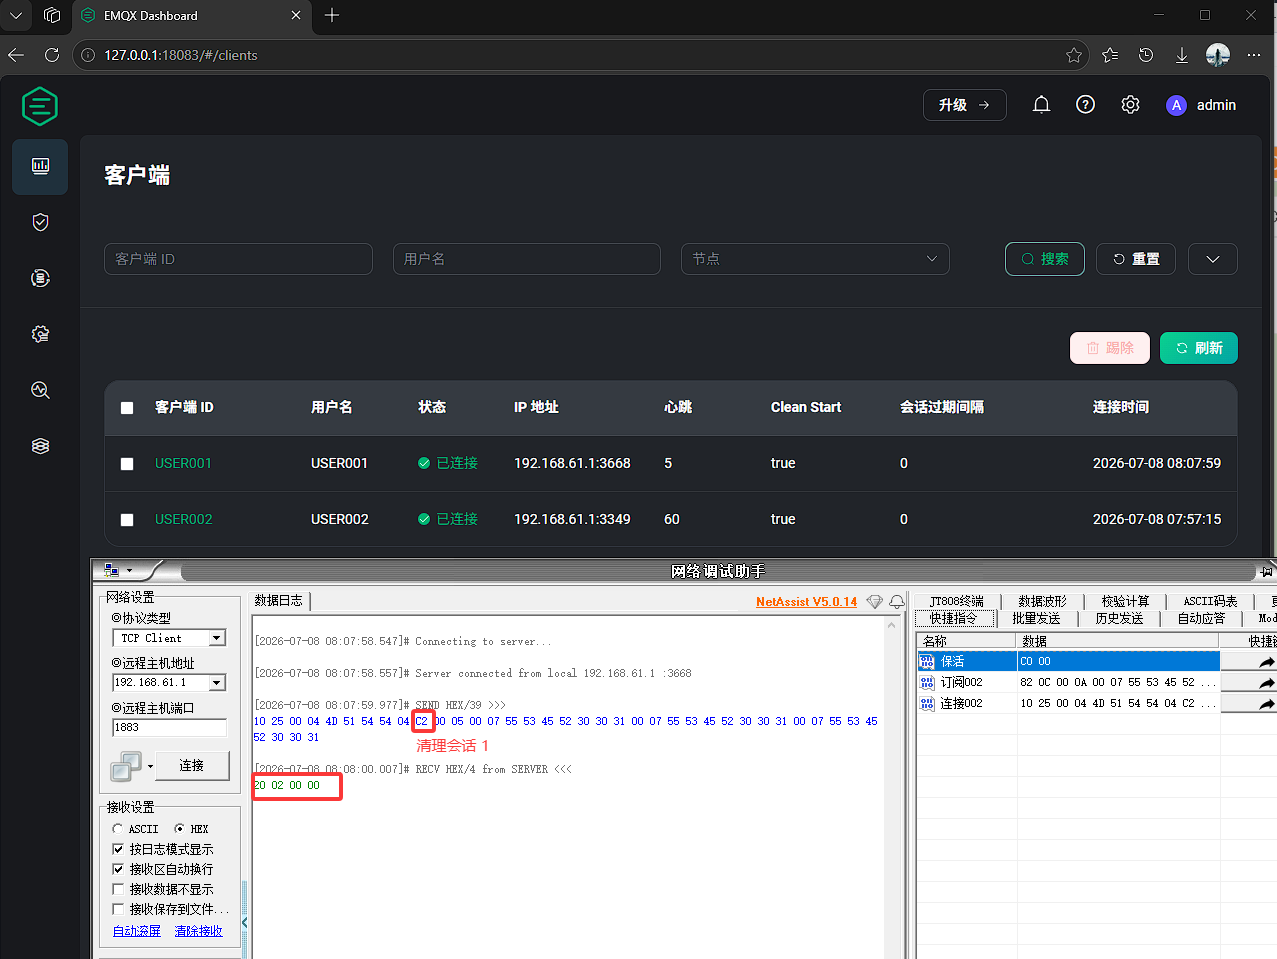 EMQX Dashboard
127.0.0.1:18083/#/clients
升级 →
A admin
客户端
客户端 ID
用户名
节点
搜索
重置
踢除
刷新
客户端 ID 用户名 状态 IP 地址 心跳 Clean Start 会话过期间隔 连接时间
USER001 USER001 已连接 192.168.61.1:3668 5 true 0 2026-07-08 08:07:59
USER002 USER002 已连接 192.168.61.1:3349 60 true 0 2026-07-08 07:57:15
网络调试助手
网络设置
协议类型
TCP Client
远程主机地址
192.168.61.1
远程主机端口
1883
连接
接收设置
ASCII HEX
按日志模式显示
接收区自动换行
接收数据不显示
接收保存到文件...
自动滚屏 清除接收
数据日志
NetAssist V5.0.14
[2026-07-08 08:07:58.547]# Connecting to server...
[2026-07-08 08:07:58.557]# Server connected from local 192.168.61.1 :3668
[2026-07-08 08:07:59.977]# SEND HEX/39 >>>
10 25 00 04 4D 51 54 54 04 C2 00 05 00 07 55 53 45 52 30 30 31 00 07 55 53 45 52 30 30 31 00 07 55 53 45
52 30 30 31
清理会话 1
[2026-07-08 08:08:00.007]# RECV HEX/4 from SERVER <<<
20 02 00 00
JT808终端 数据波形 校验计算 ASCII码表
快捷指令 批量发送 历史发送 自动应答 Mod
名称 数据 快捷
保活 C0 00
订阅002 82 0C 00 0A 00 07 55 53 45 52 ...
连接002 10 25 00 04 4D 51 54 54 04 C2 ...